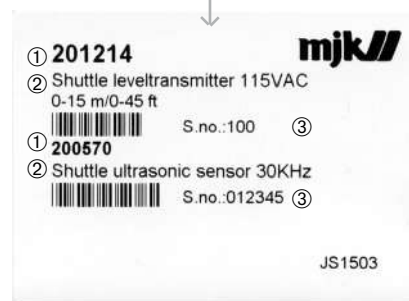 ① 201214 mjk
② Shuttle leveltransmitter 115VAC
0-15 m/0-45 ft
S.no.:100 ③
① 200570
② Shuttle ultrasonic sensor 30KHz
S.no.:012345 ③
JS1503